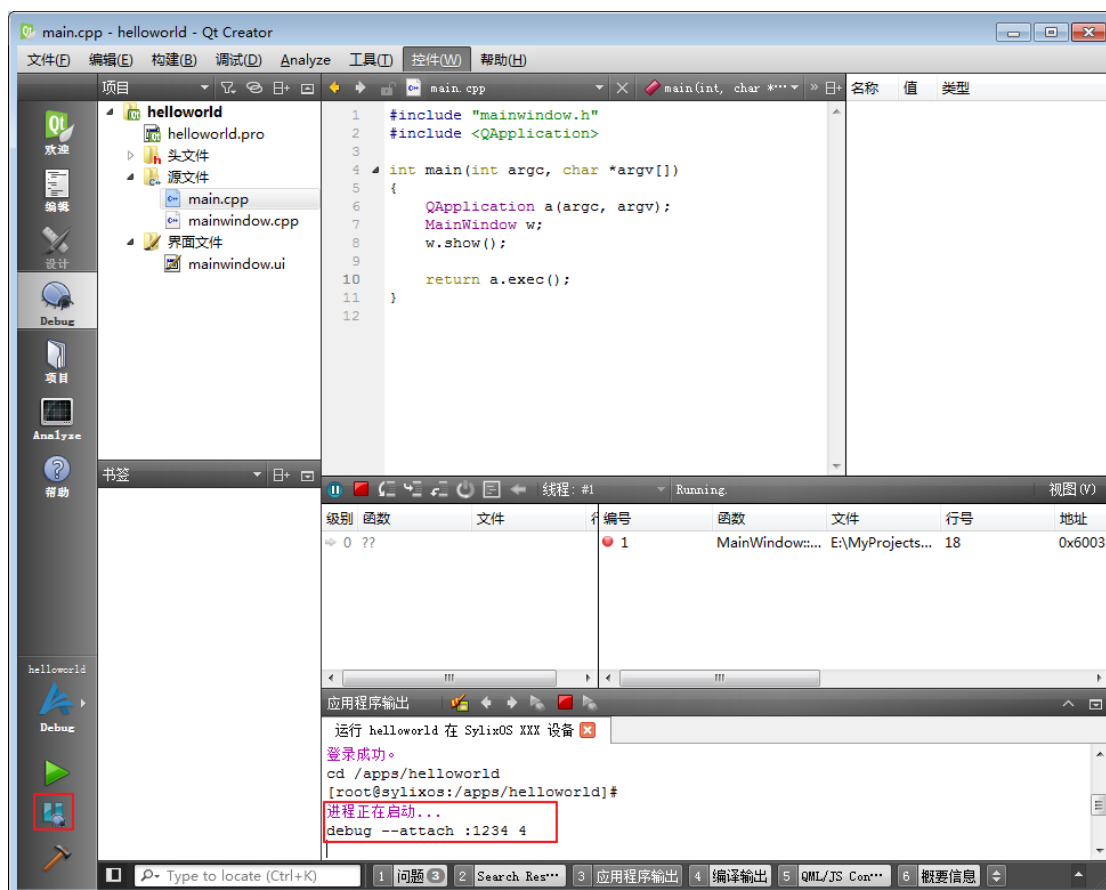 main.cpp - helloworld - Qt Creator
文件(F) 编辑(E) 构建(B) 调试(D) Analyze 工具(T) 控件(W) 帮助(H)
项目
main.cpp
main(int, char *···
名称 值 类型
欢迎
编辑
设计
Debug
项目
Analyze
帮助
helloworld
helloworld.pro
头文件
源文件
main.cpp
mainwindow.cpp
界面文件
mainwindow.ui
1 #include "mainwindow.h"
2 #include <QApplication>
3
4 int main(int argc, char *argv[])
5 {
6 QApplication a(argc, argv);
7 MainWindow w;
8 w.show();
9
10 return a.exec();
11 }
12
书签
线程: #1 Running. 视图(V)
级别 函数 文件
编号 函数 文件 行号 地址
0 ??
1 MainWindow::... E:\MyProjects... 18 0x6003
helloworld
Debug
应用程序输出
运行 helloworld 在 SylixOS XXX 设备
登录成功。
cd /apps/helloworld
[root@sylixos:/apps/helloworld]#
进程正在启动...
debug --attach :1234 4
Type to locate (Ctrl+K)
1 问题 3 2 Search Res··· 3 应用程序输出 4 编译输出 5 QML/JS Con··· 6 概要信息